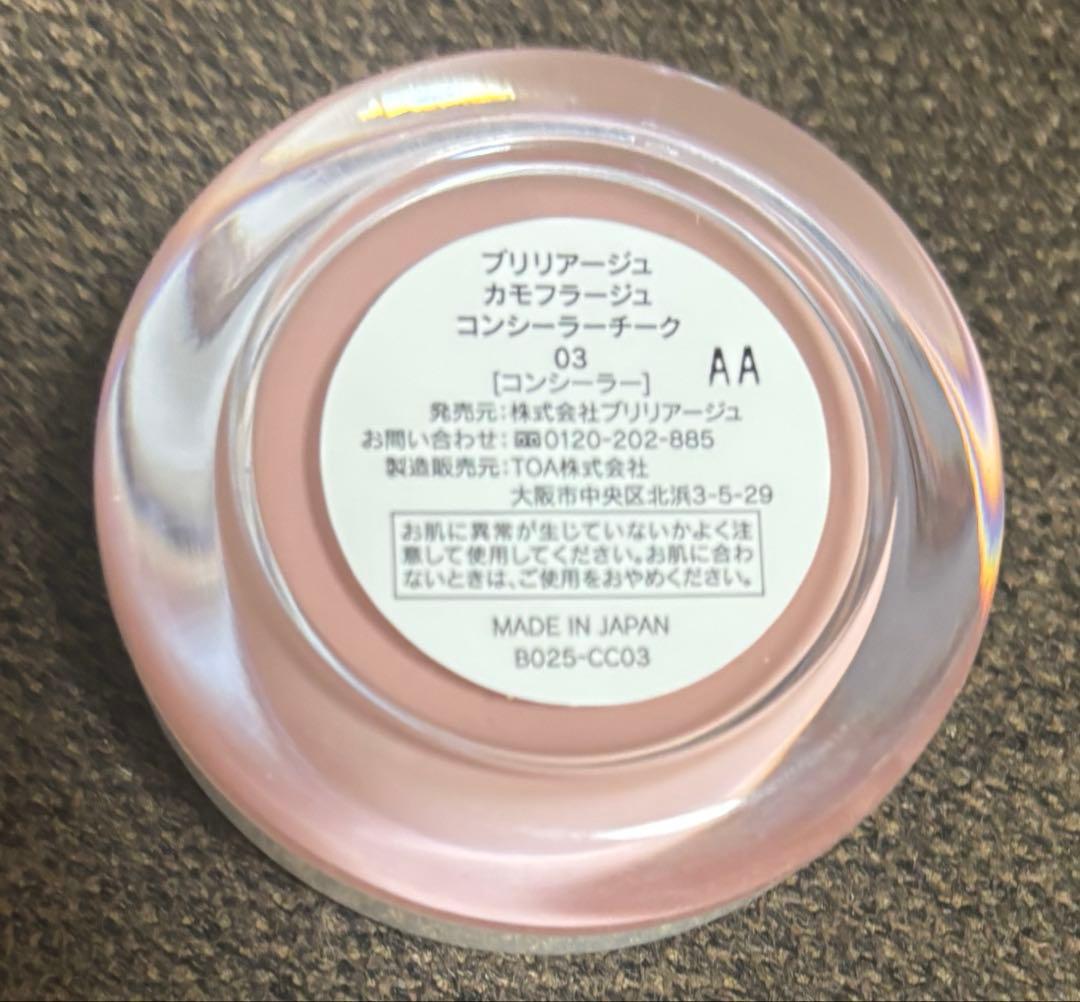 ブリリアージュ
カモフラージュ
コンシーラーチーク
03
AA
[コンシーラー]
発売元:株式会社ブリリアージュ
お問い合わせ:0120-202-885
製造販売元:TOA株式会社
大阪市中央区北浜3-5-29
お肌に異常が生じていないかよく注
意して使用してください。お肌に合わ
ないときは、ご使用をおやめください。
MADE IN JAPAN
B025-CC03